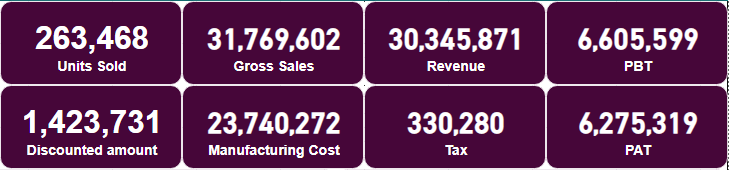 263,468
Units Sold
31,769,602
Gross Sales
30,345,871
Revenue
6,605,599
PBT
1,423,731
Discounted amount
23,740,272
Manufacturing Cost
330,280
Tax
6,275,319
PAT